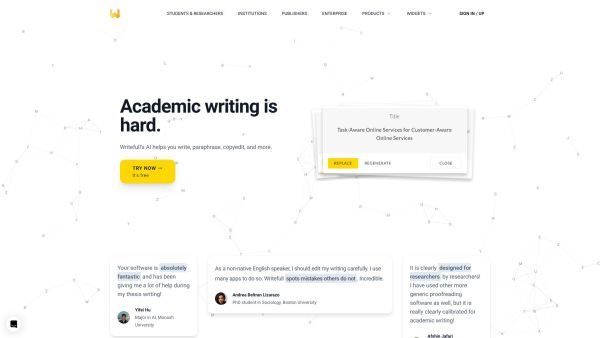 STUDENTS & RESEARCHERS INSTITUTIONS PUBLISHERS ENTERPRISE PRODUCTS WIDGETS SIGN IN / UP
Academic writing is
hard.
Writefull's AI helps you write, paraphrase, copyedit, and more.
TRY NOW →
It's free
Title
Task-Aware Online Services for Customer-Aware
Online Services
REPLACE REGENERATE CLOSE
Your software is absolutely
fantastic and has been
giving me a lot of help during
my thesis writing!
Yifei Hu
Major in AI, Monash
University
As a non-native English speaker, I should edit my writing carefully. I use
many apps to do so: Writefull spots mistakes others do not. Incredible.
Andrea Beltran Lizarazo
PhD student in Sociology, Boston University
It is clearly designed for
researchers by researchers!
I have used other more
generic proofreading
software as well, but it is
really clearly calibrated for
academic writing!
Afshin Jafari